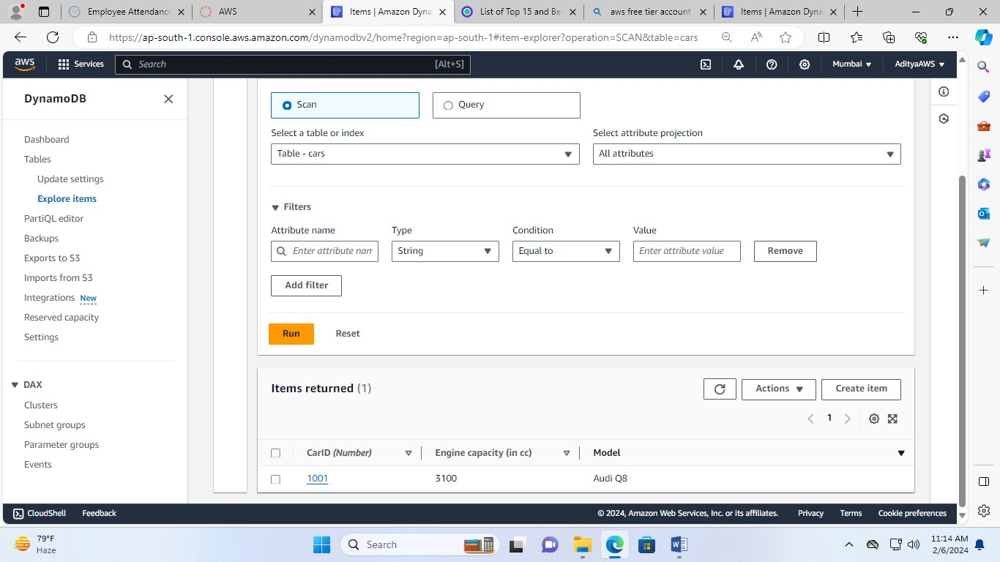 Employee Attendance
AWS
Items | Amazon Dyna
List of Top 15 and Be
aws free tier account
Items | Amazon Dyna
https://ap-south-1.console.aws.amazon.com/dynamodbv2/home?region=ap-south-1#item-explorer?operation=SCAN&table=cars
aws
Services
Search
[Alt+S]
Mumbai
AdityaAWS
DynamoDB
Dashboard
Tables
Update settings
Explore items
PartiQL editor
Backups
Exports to S3
Imports from S3
Integrations New
Reserved capacity
Settings
DAX
Clusters
Subnet groups
Parameter groups
Events
Scan
Query
Select a table or index
Select attribute projection
Table - cars
All attributes
Filters
Attribute name Type Condition Value
Enter attribute nam String Equal to Enter attribute value Remove
Add filter
Run Reset
Items returned (1)
Actions
Create item
1
CarID (Number) Engine capacity (in cc) Model
1001 3100 Audi Q8
CloudShell Feedback
© 2024, Amazon Web Services, Inc. or its affiliates. Privacy Terms Cookie preferences
79°F
Haze
Search
11:14 AM
2/6/2024